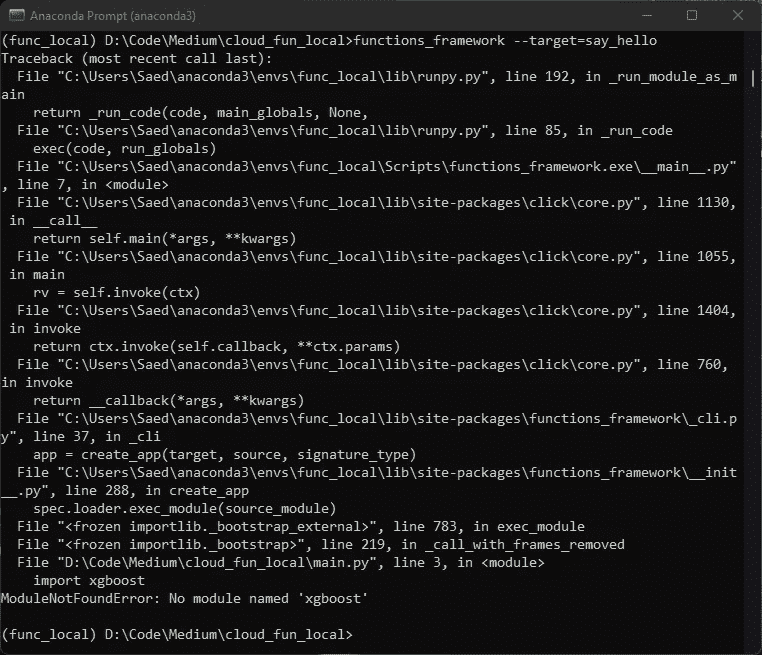 Anaconda Prompt (anaconda3)
(func_local) D:\Code\Medium\cloud_fun_local>functions_framework --target=say_hello
Traceback (most recent call last):
  File "C:\Users\Saed\anaconda3\envs\func_local\lib\runpy.py", line 192, in _run_module_as_m
ain
    return _run_code(code, main_globals, None,
  File "C:\Users\Saed\anaconda3\envs\func_local\lib\runpy.py", line 85, in _run_code
    exec(code, run_globals)
  File "C:\Users\Saed\anaconda3\envs\func_local\Scripts\functions_framework.exe\__main__.py"
, line 7, in <module>
  File "C:\Users\Saed\anaconda3\envs\func_local\lib\site-packages\click\core.py", line 1130,
 in __call__
    return self.main(*args, **kwargs)
  File "C:\Users\Saed\anaconda3\envs\func_local\lib\site-packages\click\core.py", line 1055,
 in main
    rv = self.invoke(ctx)
  File "C:\Users\Saed\anaconda3\envs\func_local\lib\site-packages\click\core.py", line 1404,
 in invoke
    return ctx.invoke(self.callback, **ctx.params)
  File "C:\Users\Saed\anaconda3\envs\func_local\lib\site-packages\click\core.py", line 760,
in invoke
    return __callback(*args, **kwargs)
  File "C:\Users\Saed\anaconda3\envs\func_local\lib\site-packages\functions_framework\_cli.p
y", line 37, in _cli
    app = create_app(target, source, signature_type)
  File "C:\Users\Saed\anaconda3\envs\func_local\lib\site-packages\functions_framework\__init
__.py", line 288, in create_app
    spec.loader.exec_module(source_module)
  File "<frozen importlib._bootstrap_external>", line 783, in exec_module
  File "<frozen importlib._bootstrap>", line 219, in _call_with_frames_removed
  File "D:\Code\Medium\cloud_fun_local\main.py", line 3, in <module>
    import xgboost
ModuleNotFoundError: No module named 'xgboost'
(func_local) D:\Code\Medium\cloud_fun_local>